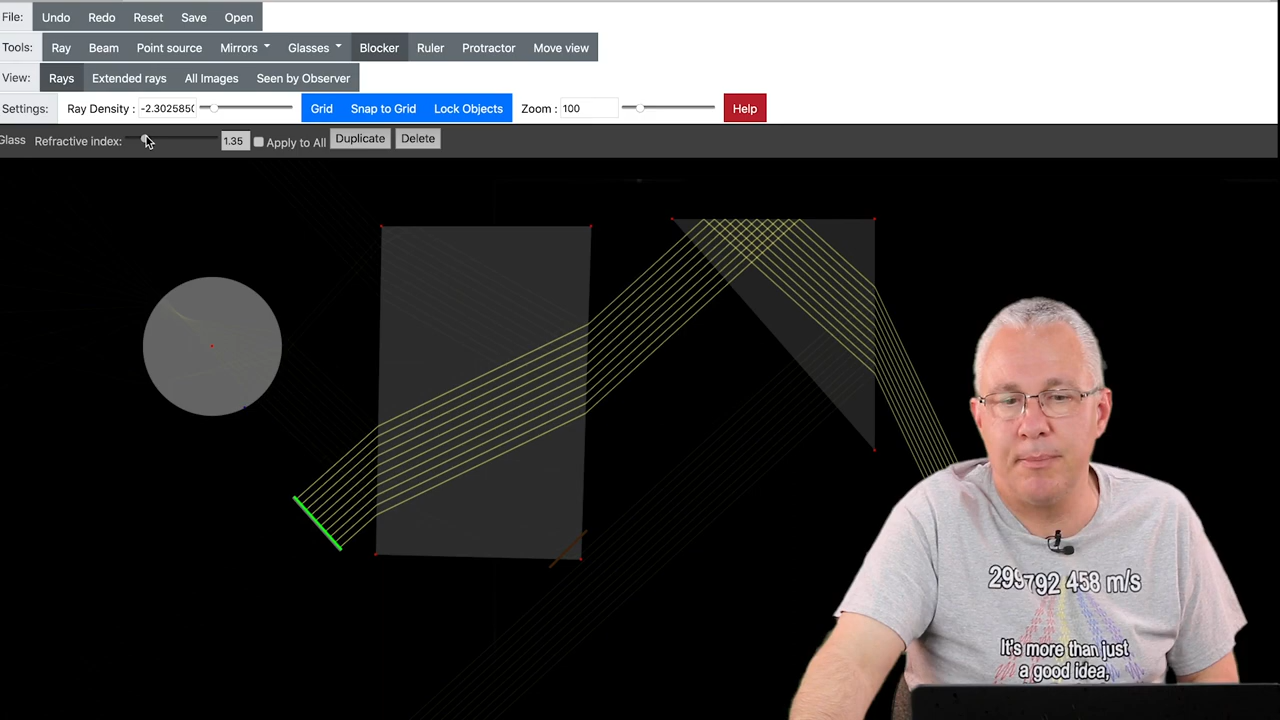 File: Undo Redo Reset Save Open
Tools: Ray Beam Point source Mirrors Glasses Blocker Ruler Protractor Move view
View: Rays Extended rays All Images Seen by Observer
Settings: Ray Density : -2.3025850 Grid Snap to Grid Lock Objects Zoom : 100 Help
Glass Refractive index: 1.35 Apply to All Duplicate Delete
299792 458 m/s
It's more than just
a good idea,